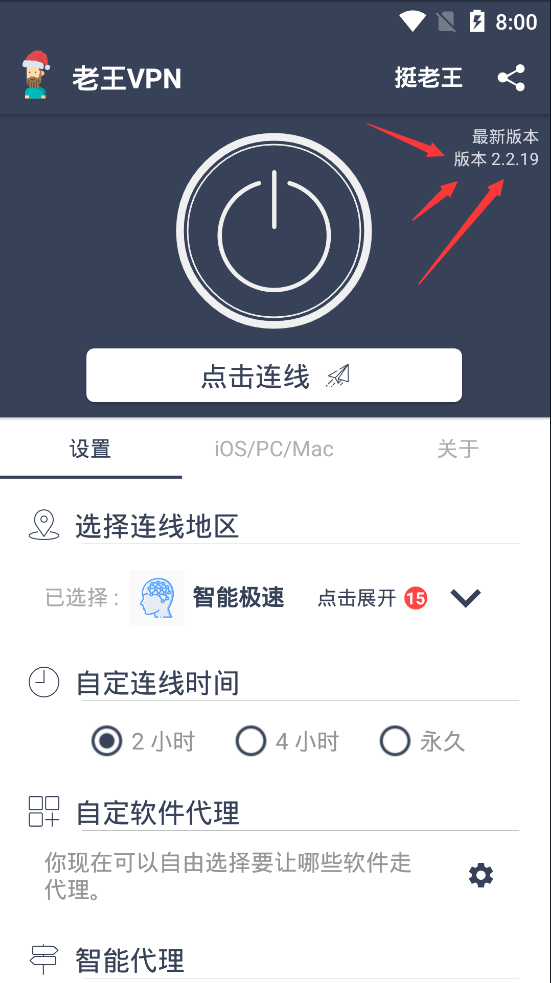 8:00
老王VPN
挺老王
最新版本
版本 2.2.19
点击连线
设置
iOS/PC/Mac
关于
选择连线地区
已选择：
智能极速
点击展开
15
自定连线时间
2 小时
4 小时
永久
自定软件代理
你现在可以自由选择要让哪些软件走
代理。
智能代理